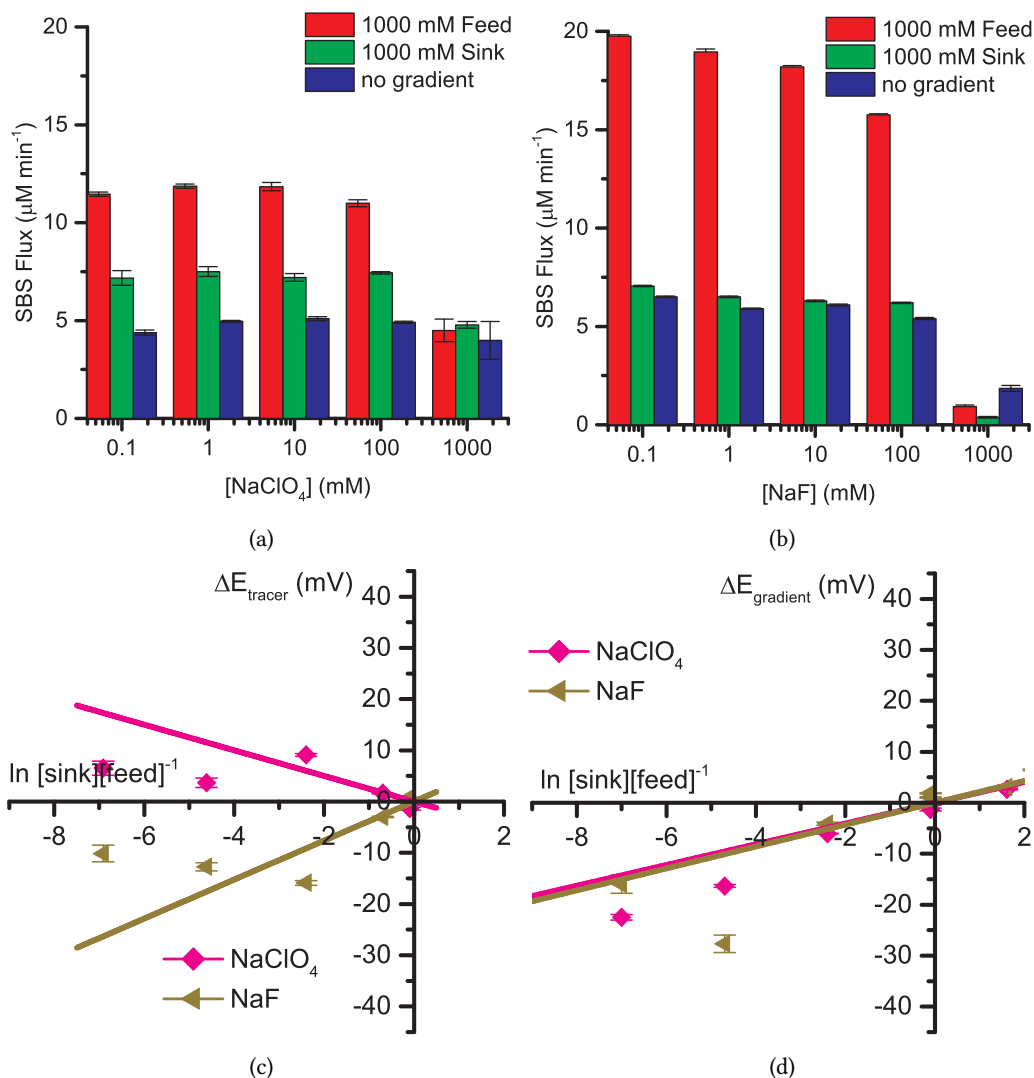 20
15
10
5
0
SBS Flux (μM min⁻¹)
1000 mM Feed
1000 mM Sink
no gradient
0.1 1 10 100 1000
[NaClO₄] (mM)
(a)
20
15
10
5
0
SBS Flux (μM min⁻¹)
1000 mM Feed
1000 mM Sink
no gradient
0.1 1 10 100 1000
[NaF] (mM)
(b)
ΔE_tracer (mV)
40
30
20
10
0
-10
-20
-30
-40
ln [sink][feed]⁻¹
-8 -6 -4 -2 0 2
NaClO₄
NaF
(c)
ΔE_gradient (mV)
40
30
20
10
0
-10
-20
-30
-40
NaClO₄
NaF
ln [sink][feed]⁻¹
-8 -6 -4 -2 0 2
(d)